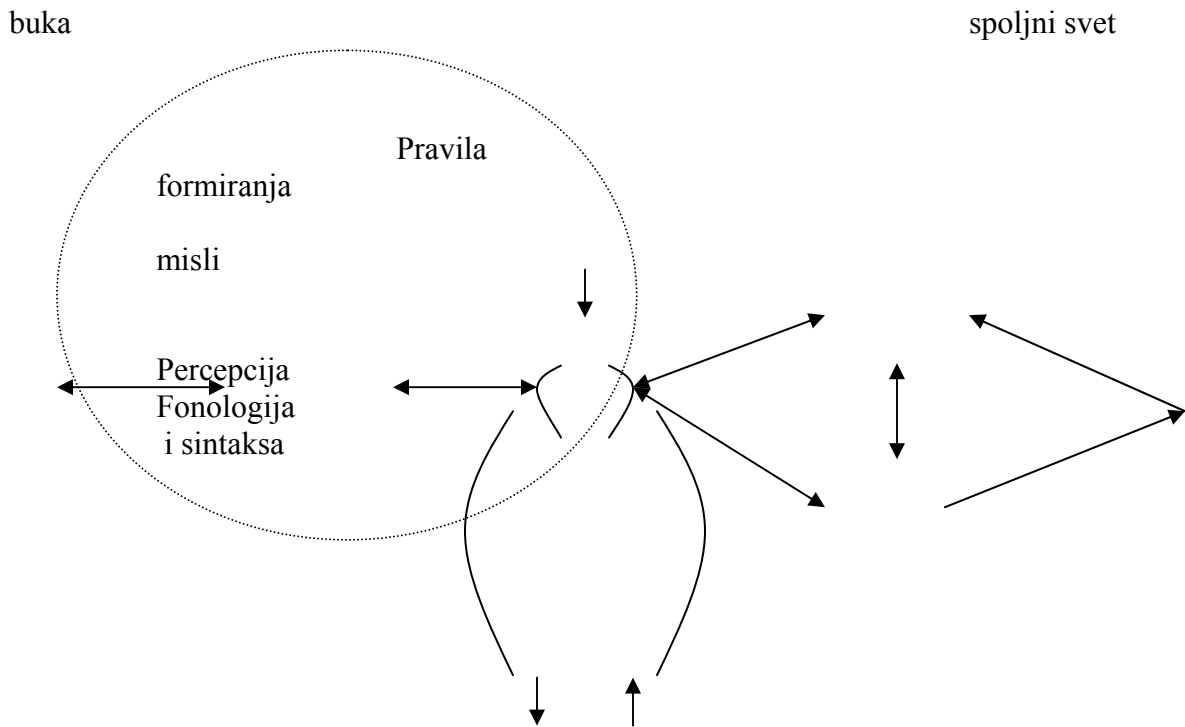 buka spoljni svet
Pravila
formiranja
misli
Percepcija
Fonologija
i sintaksa